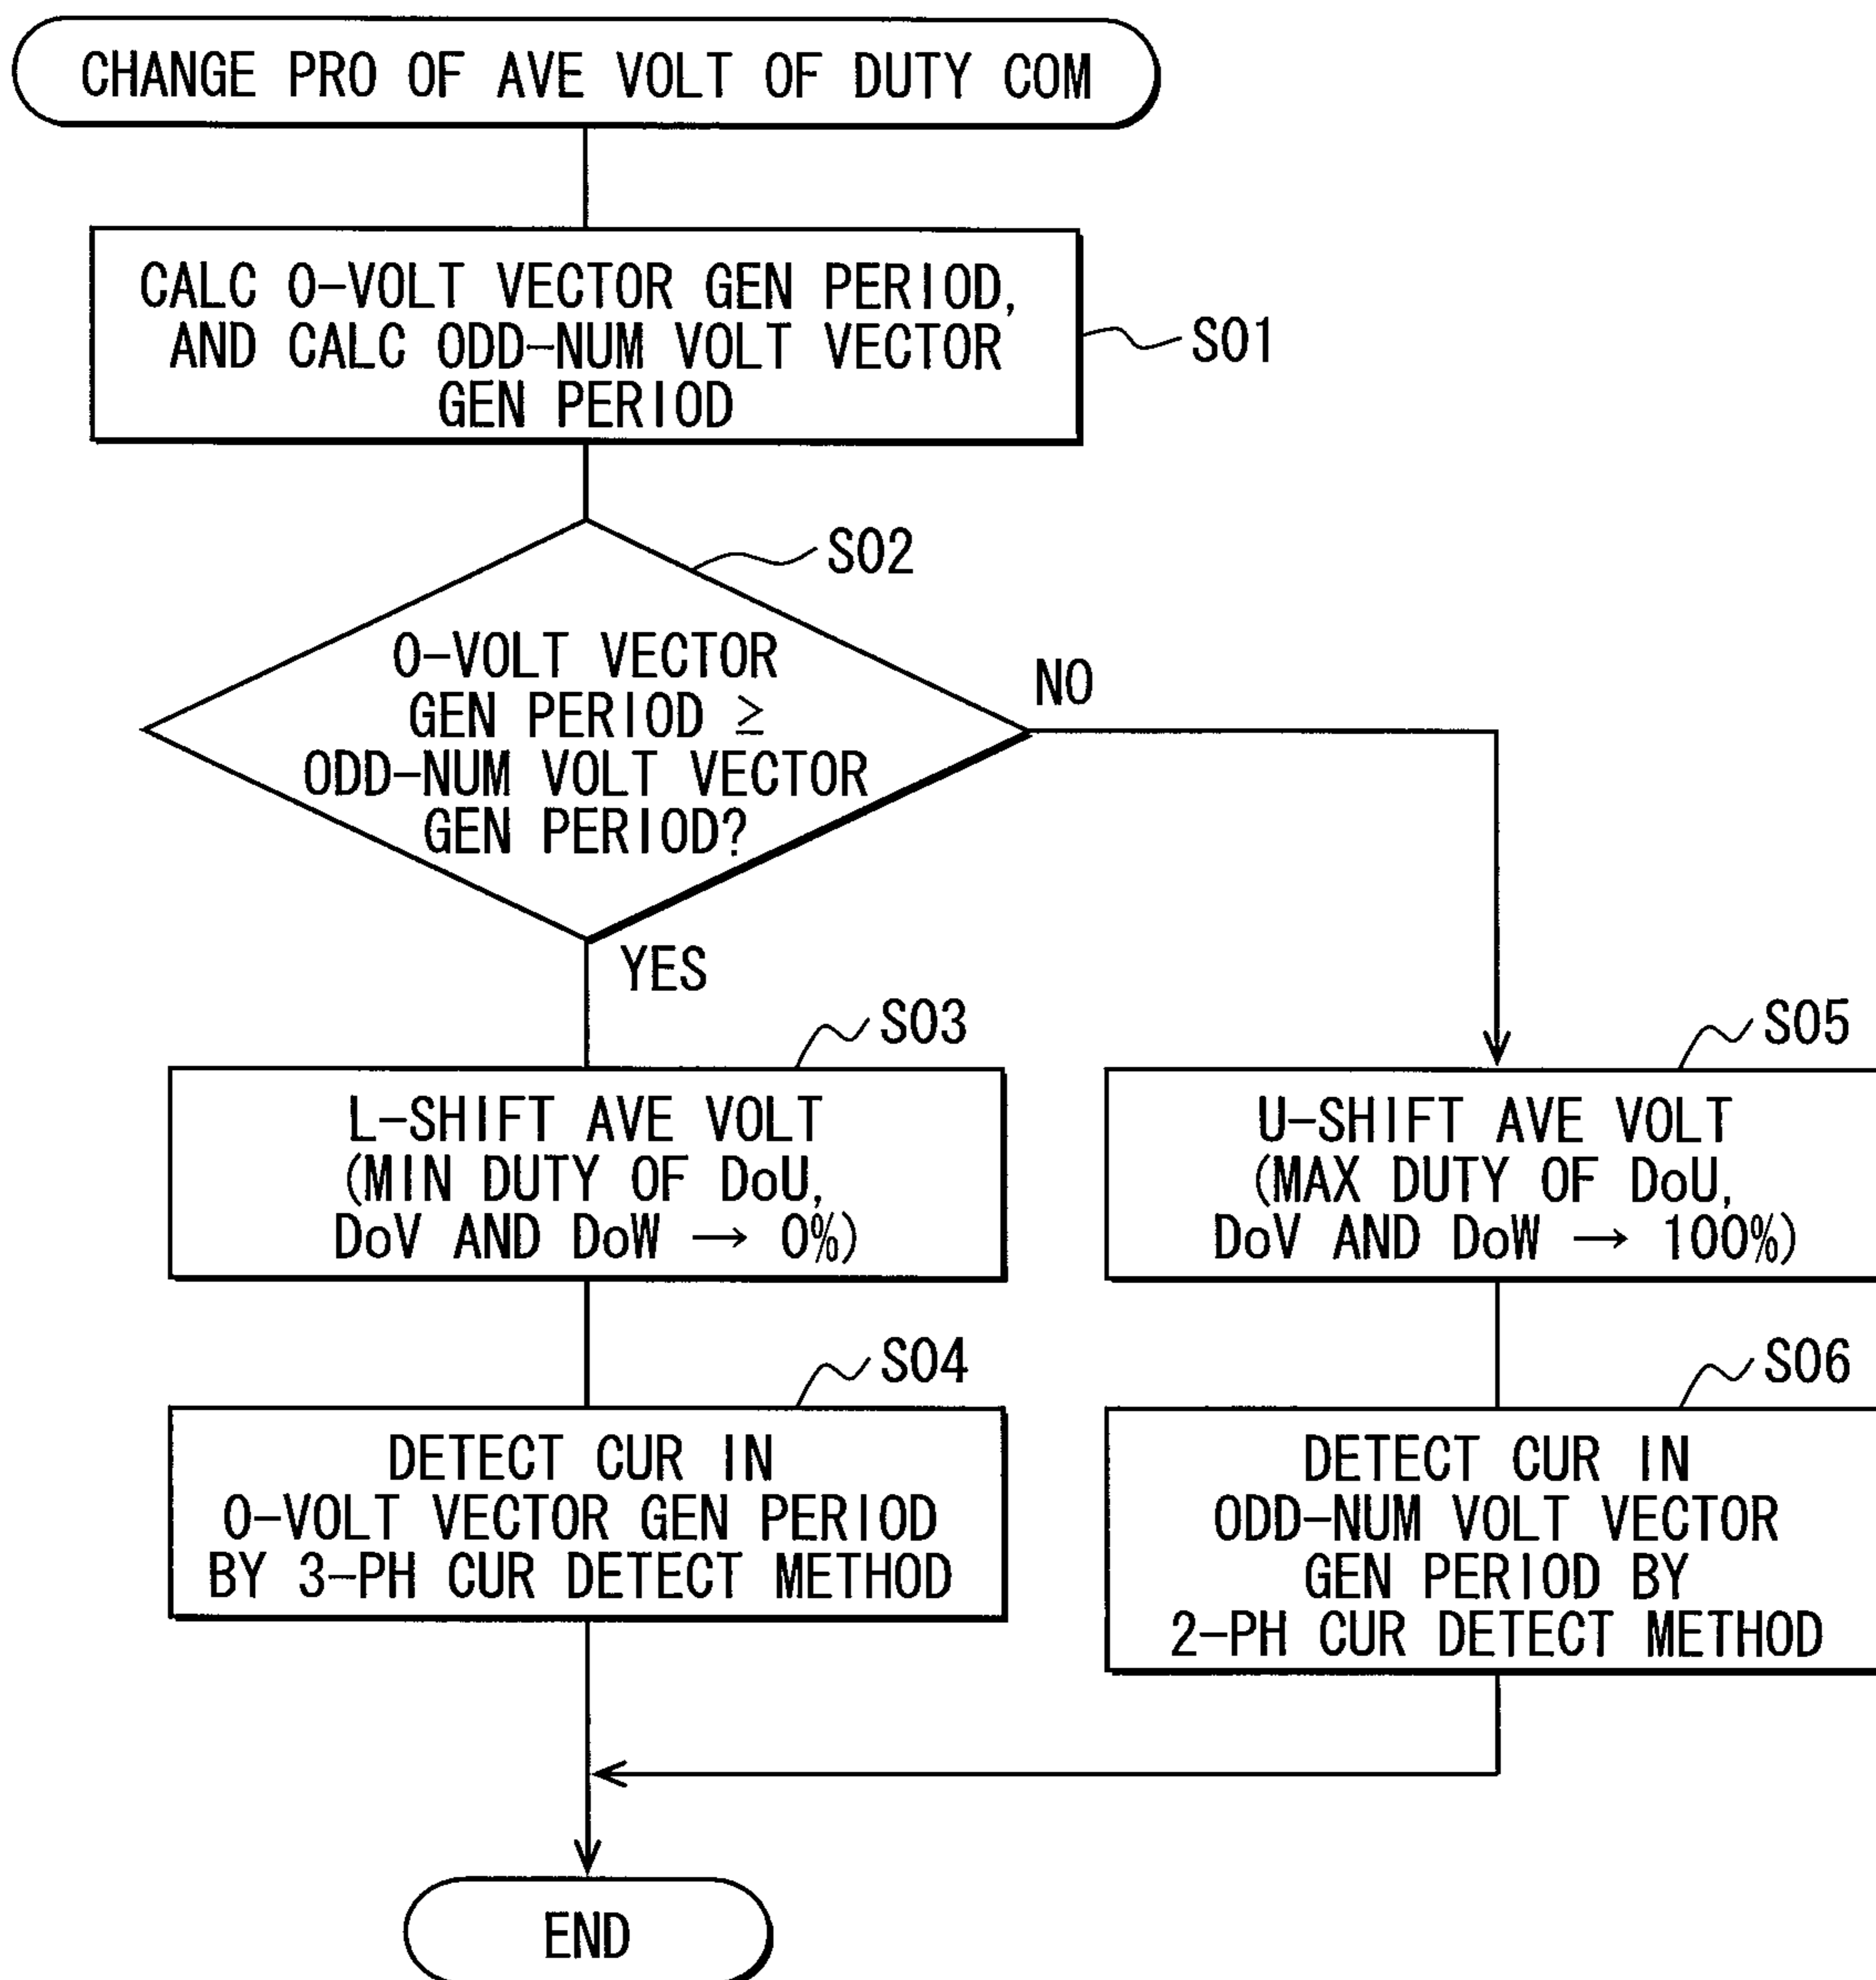 CHANGE PRO OF AVE VOLT OF DUTY COM
CALC 0-VOLT VECTOR GEN PERIOD,
AND CALC ODD-NUM VOLT VECTOR
GEN PERIOD
S01
S02
0-VOLT VECTOR
GEN PERIOD ≥
ODD-NUM VOLT VECTOR
GEN PERIOD?
NO
YES
S03
L-SHIFT AVE VOLT
(MIN DUTY OF DoU,
DoV AND DoW → 0%)
S05
U-SHIFT AVE VOLT
(MAX DUTY OF DoU,
DoV AND DoW → 100%)
S04
DETECT CUR IN
0-VOLT VECTOR GEN PERIOD
BY 3-PH CUR DETECT METHOD
S06
DETECT CUR IN
ODD-NUM VOLT VECTOR
GEN PERIOD BY
2-PH CUR DETECT METHOD
END